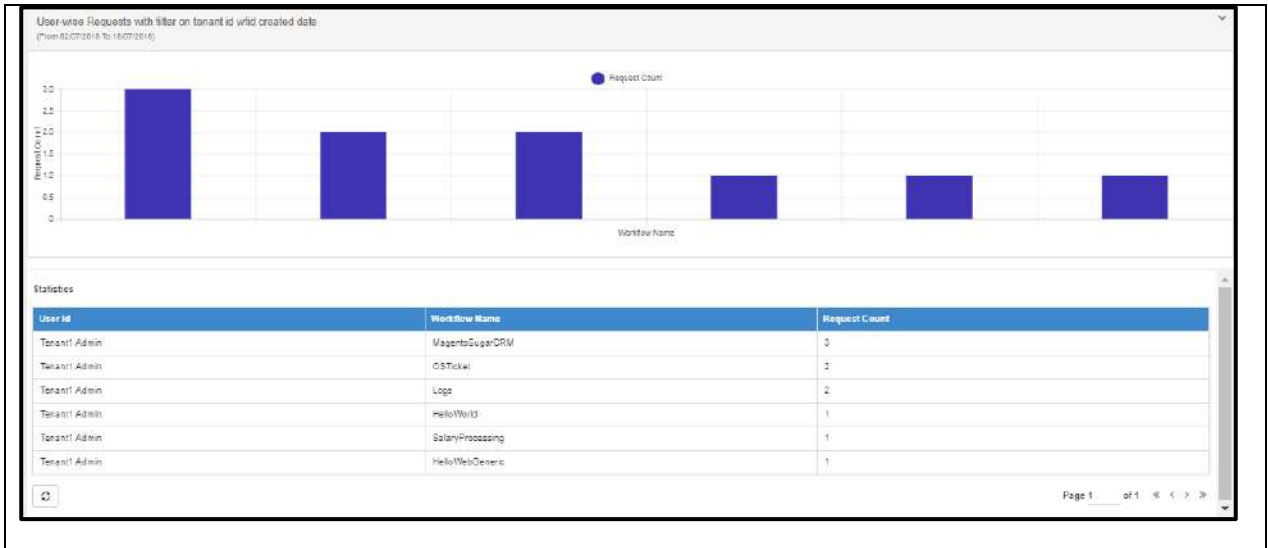 User-wise Requests with filter on tenant id wfid created date
(From 02/07/2018 To 18/07/2018)
Request Count
3.0
2.5
2.0
1.5
1.0
0.5
0
Request Count
Workflow Name
Statistics
User Id Workflow Name Request Count
Tenant1 Admin MagentoSugarCRM 3
Tenant1 Admin OSTicket
Tenant1 Admin Logs 2
Tenant1 Admin HelloWorld 1
Tenant1 Admin SalaryProcessing 1
Tenant1 Admin HelloWebGeneric 1
Page 1 of 1